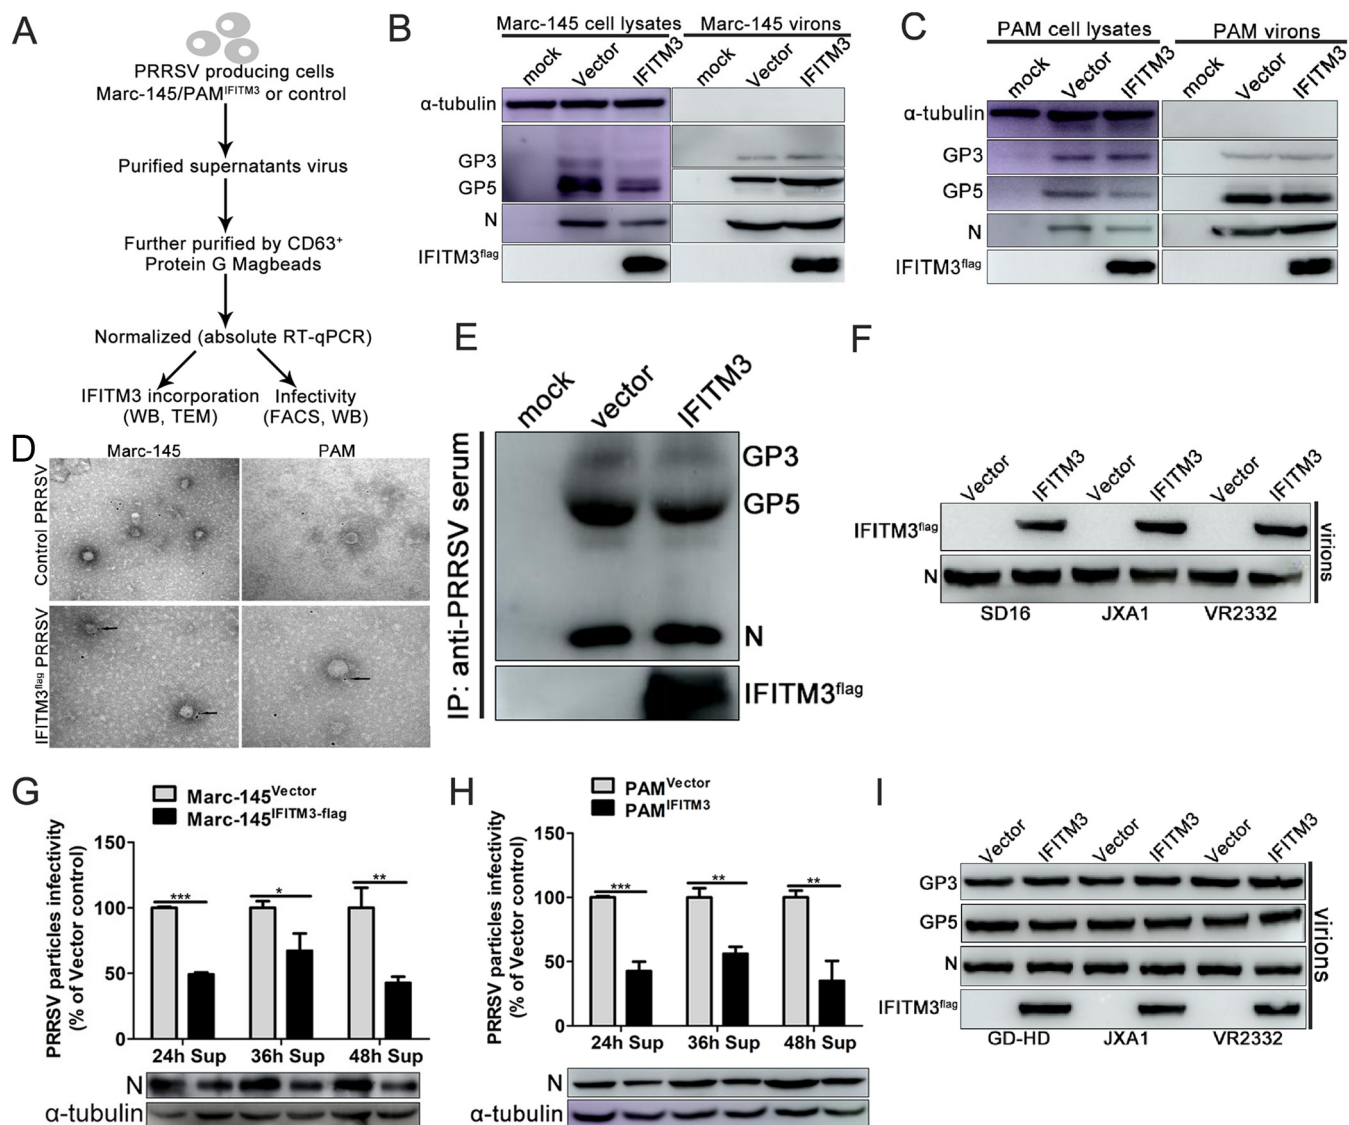 A
PRRSV producing cells
Marc-145/PAM^IFITM3 or control
Purified supernatants virus
Further purified by CD63⁺
Protein G Magbeads
Normalized (absolute RT-qPCR)
IFITM3 incorporation
(WB, TEM)
Infectivity
(FACS, WB)
B
Marc-145 cell lysates
Marc-145 virons
mock
Vector
IFITM3
mock
Vector
IFITM3
α-tubulin
GP3
GP5
N
IFITM3^flag
C
PAM cell lysates
PAM virons
mock
Vector
IFITM3
mock
Vector
IFITM3
α-tubulin
GP3
GP5
N
IFITM3^flag
D
Marc-145
PAM
Control PRRSV
IFITM3^flag PRRSV
E
mock
vector
IFITM3
IP: anti-PRRSV serum
GP3
GP5
N
IFITM3^flag
F
Vector
IFITM3
Vector
IFITM3
Vector
IFITM3
IFITM3^flag
N
virions
SD16
JXA1
VR2332
G
Marc-145^Vector
Marc-145^IFITM3-flag
PRRSV particles infectivity
(% of Vector control)
150
100
50
0
***
*
**
24h Sup
36h Sup
48h Sup
N
α-tubulin
H
PAM^Vector
PAM^IFITM3
PRRSV particles infectivity
(% of Vector control)
150
100
50
0
***
**
**
24h Sup
36h Sup
48h Sup
N
α-tubulin
I
Vector
IFITM3
Vector
IFITM3
Vector
IFITM3
GP3
GP5
N
IFITM3^flag
virions
GD-HD
JXA1
VR2332